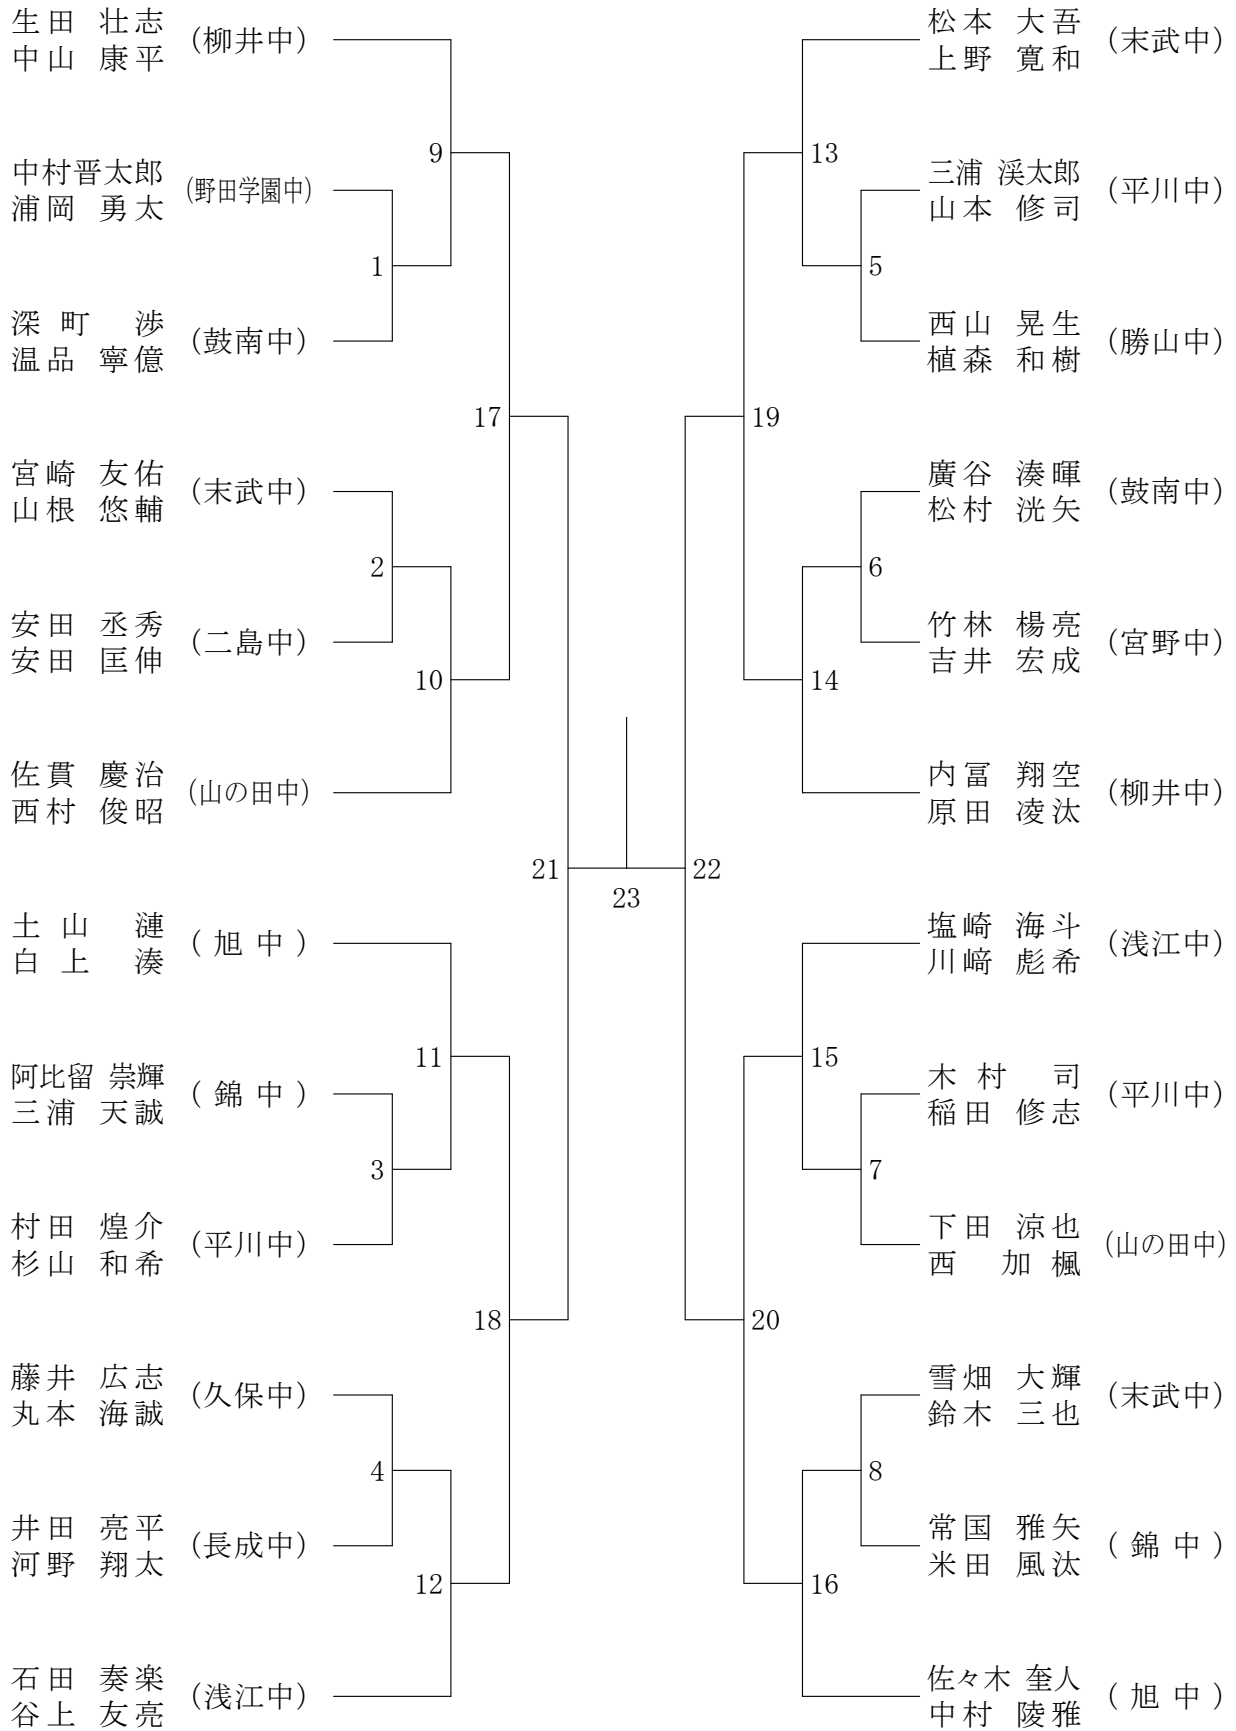 生田 壮志
中山 康平
(柳井中)
中村晋太郎
浦岡 勇太
(野田学園中)
深町 渉
温品 寧億
(鼓南中)
宮崎 友佑
山根 悠輔
(末武中)
安田 丞秀
安田 匡伸
(二島中)
佐貫 慶治
西村 俊昭
(山の田中)
土山 漣
白上 湊
(旭中)
阿比留 崇輝
三浦 天誠
(錦中)
村田 煌介
杉山 和希
(平川中)
藤井 広志
丸本 海誠
(久保中)
井田 亮平
河野 翔太
(長成中)
石田 奏楽
谷上 友亮
(浅江中)
1
2
3
4
9
10
11
12
17
18
21
23
22
19
20
13
14
15
16
5
6
7
8
松本 大吾
上野 寛和
(末武中)
三浦 渓太郎
山本 修司
(平川中)
西山 晃生
植森 和樹
(勝山中)
廣谷 湊暉
松村 洸矢
(鼓南中)
竹林 楊亮
吉井 宏成
(宮野中)
内冨 翔空
原田 凌汰
(柳井中)
塩崎 海斗
川﨑 彪希
(浅江中)
木村 司
稲田 修志
(平川中)
下田 涼也
西 加楓
(山の田中)
雪畑 大輝
鈴木 三也
(末武中)
常国 雅矢
米田 風汰
(錦中)
佐々木 奎人
中村 陵雅
(旭中)